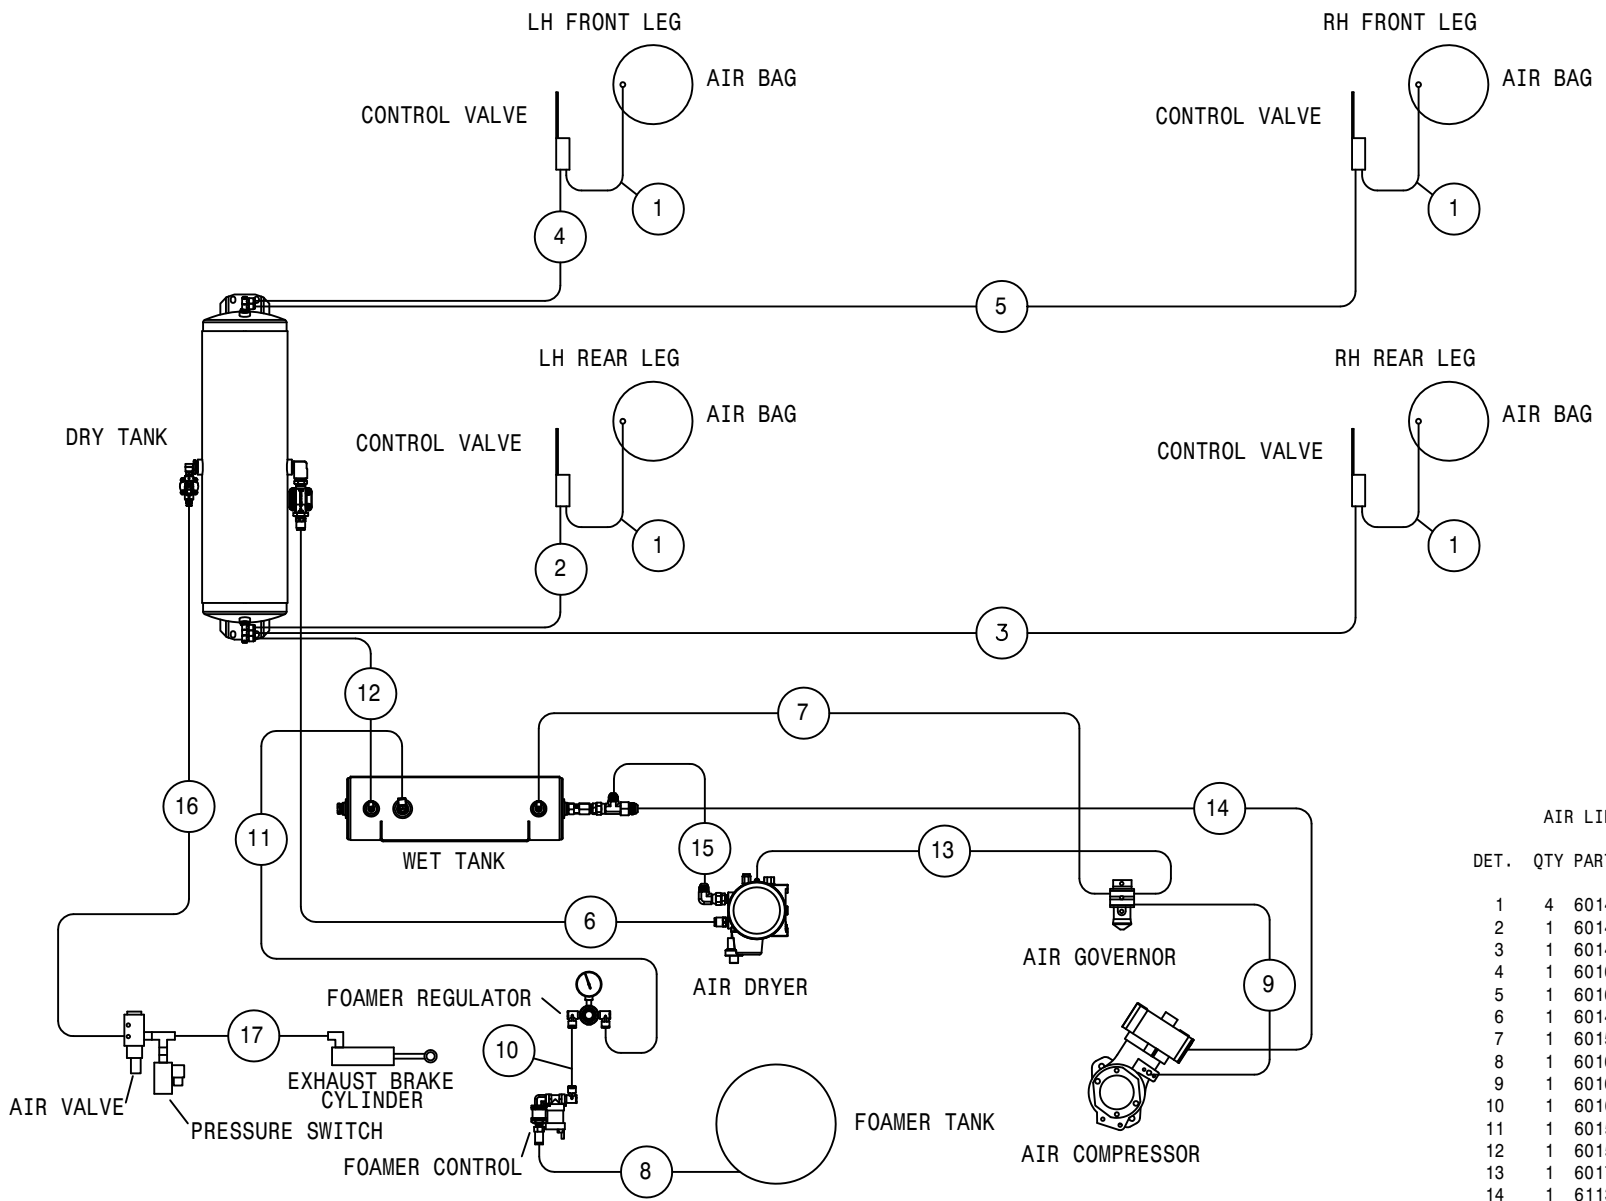 LH FRONT LEG
RH FRONT LEG
AIR BAG
AIR BAG
CONTROL VALVE
CONTROL VALVE
1
1
4
5
LH REAR LEG
RH REAR LEG
AIR BAG
AIR BAG
DRY TANK
CONTROL VALVE
CONTROL VALVE
1
1
2
3
12
7
16
11
WET TANK
15
14
13
6
AIR DRYER
AIR GOVERNOR
9
FOAMER REGULATOR
17
10
EXHAUST BRAKE
CYLINDER
AIR VALVE
PRESSURE SWITCH
FOAMER CONTROL
8
FOAMER TANK
AIR COMPRESSOR
AIR
DET. QTY
1 4
2 1
3 1
4 1
5 1
6 1
7 1
8 1
9 1
10 1
11 1
12 1
13 1
14 1